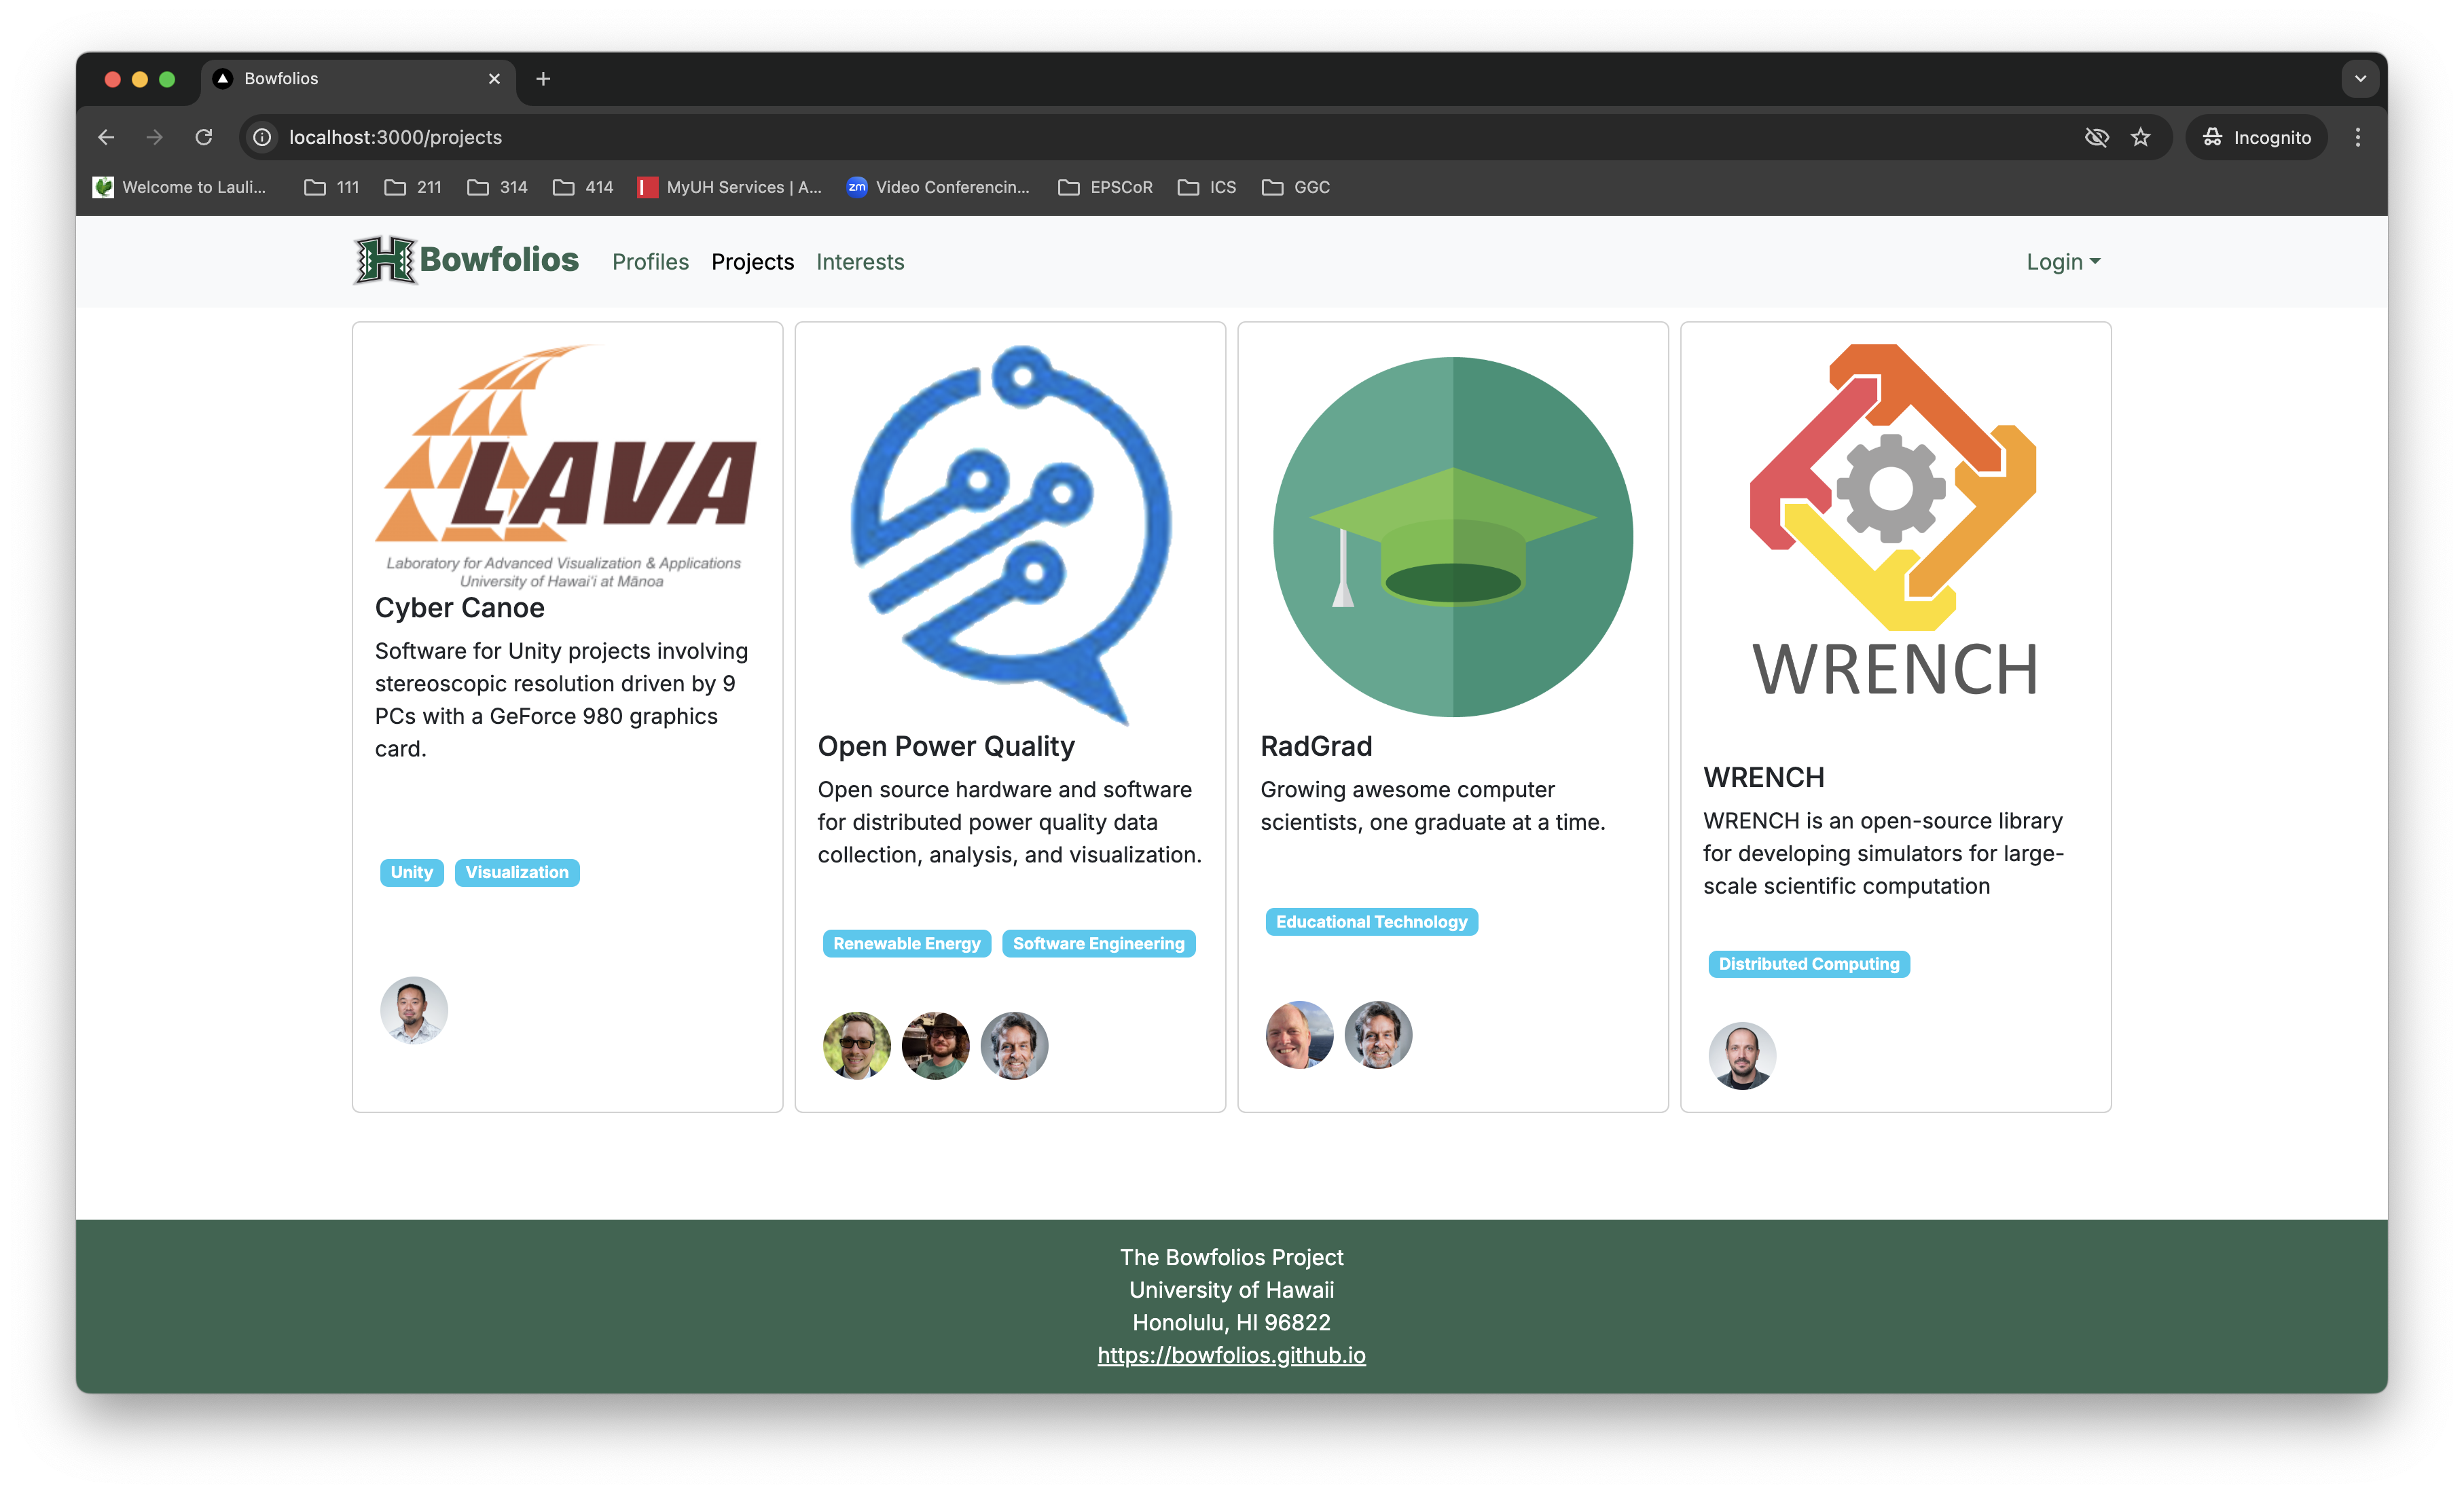 Bowfolios
localhost:3000/projects
Incognito
Welcome to Lauli...
111
211
314
414
MyUH Services | A...
zm
Video Conferencin...
EPSCoR
ICS
GGC
H
Bowfolios
Profiles
Projects
Interests
Login
LAVA
Laboratory for Advanced Visualization & Applications
University of Hawai'i at Mānoa
Cyber Canoe
Software for Unity projects involving
stereoscopic resolution driven by 9
PCs with a GeForce 980 graphics
card.
Unity
Visualization
Open Power Quality
Open source hardware and software
for distributed power quality data
collection, analysis, and visualization.
Renewable Energy
Software Engineering
RadGrad
Growing awesome computer
scientists, one graduate at a time.
Educational Technology
WRENCH
WRENCH
WRENCH is an open-source library
for developing simulators for large-
scale scientific computation
Distributed Computing
The Bowfolios Project
University of Hawaii
Honolulu, HI 96822
https://bowfolios.github.io